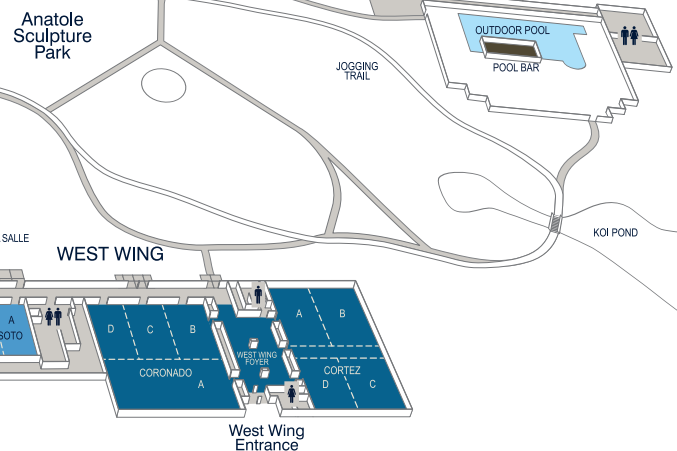 Anatole
Sculpture
Park
OUTDOOR POOL
POOL BAR
JOGGING
TRAIL
KOI POND
SALLE
WEST WING
A
SOTO
D
C
B
CORONADO
A
WEST WING
FOYER
A
B
CORTEZ
D
C
West Wing
Entrance